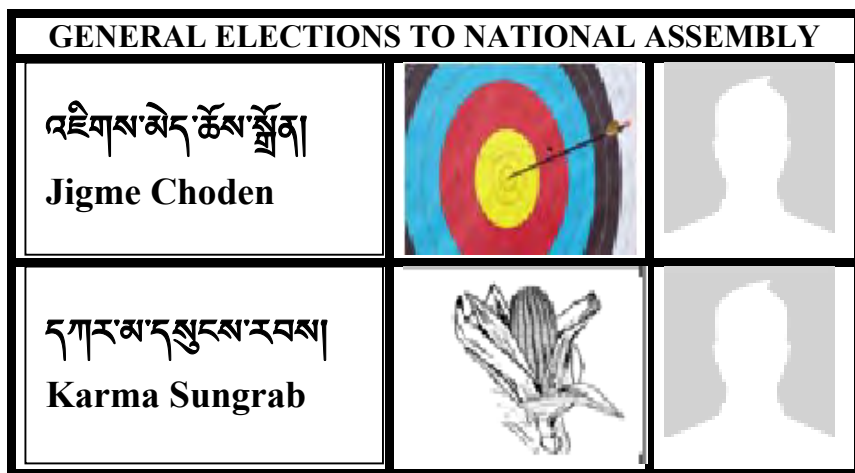 GENERAL ELECTIONS TO NATIONAL ASSEMBLY
འཇིགས་མེད་ཆོས་སྒྲོན།
Jigme Choden
དཀར་མ་དསུངས་རབས།
Karma Sungrab